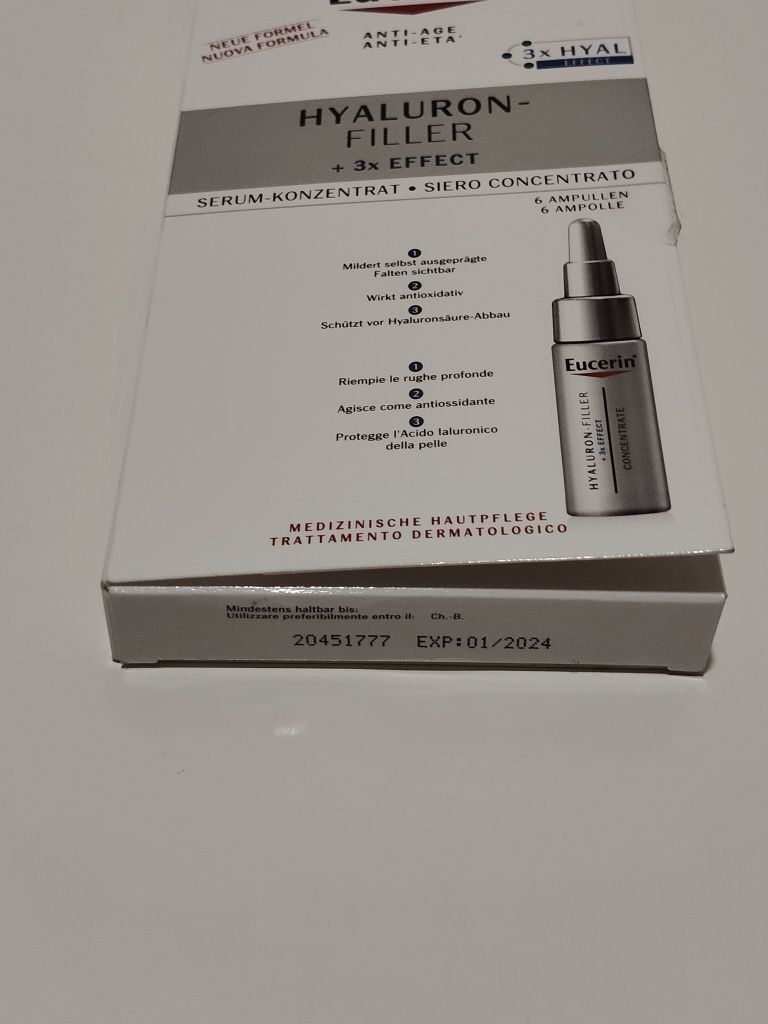 NEUE FORMEL
NUOVA FORMULA
ANTI-AGE
ANTI-ETA'
3x HYAL
EFFECT
HYALURON-
FILLER
+ 3x EFFECT
SERUM-KONZENTRAT • SIERO CONCENTRATO
6 AMPULLEN
6 AMPOLLE
1
Mildert selbst ausgeprägte
Falten sichtbar
2
Wirkt antioxidativ
3
Schützt vor Hyaluronsäure-Abbau
1
Riempie le rughe profonde
2
Agisce come antiossidante
3
Protegge l'Acido Ialuronico
della pelle
Eucerin®
HYALURON-FILLER
+ 3x EFFECT
CONCENTRATE
MEDIZINISCHE HAUTPFLEGE
TRATTAMENTO DERMATOLOGICO
Mindestens haltbar bis:
Utilizzare preferibilmente entro il: Ch.-B.
20451777 EXP:01/2024